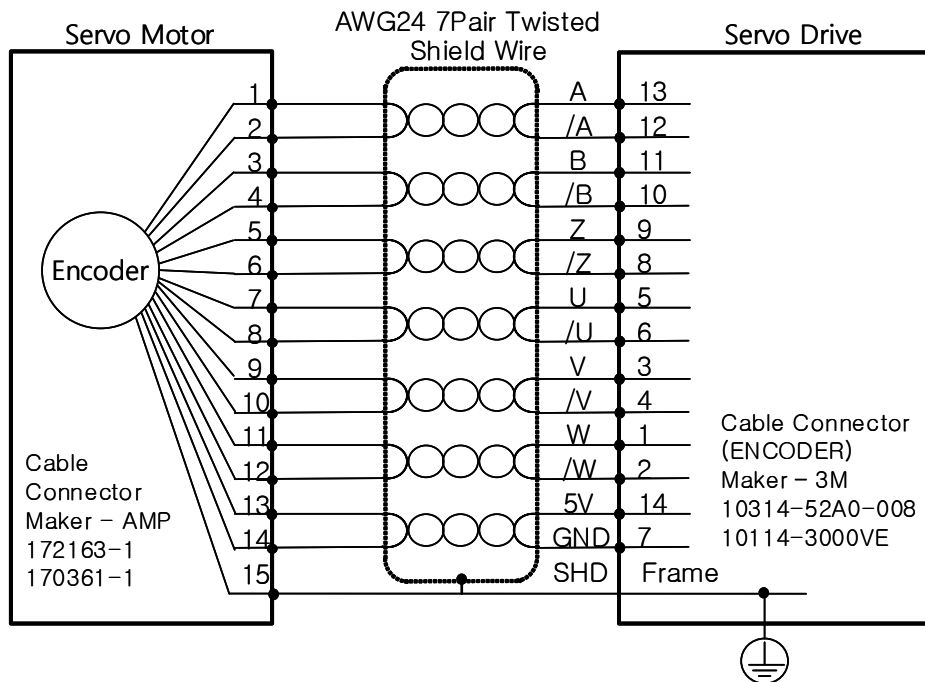 AWG24 7Pair Twisted
Shield Wire
Servo Motor
Servo Drive
1 A 13
2 /A 12
3 B 11
4 /B 10
5 Z 9
6 /Z 8
7 U 5
8 /U 6
9 V 3
10 /V 4
11 W 1
12 /W 2
13 5V 14
14 GND 7
15 SHD Frame
Encoder
Cable
Connector
Maker - AMP
172163-1
170361-1
Cable Connector
(ENCODER)
Maker - 3M
10314-52A0-008
10114-3000VE